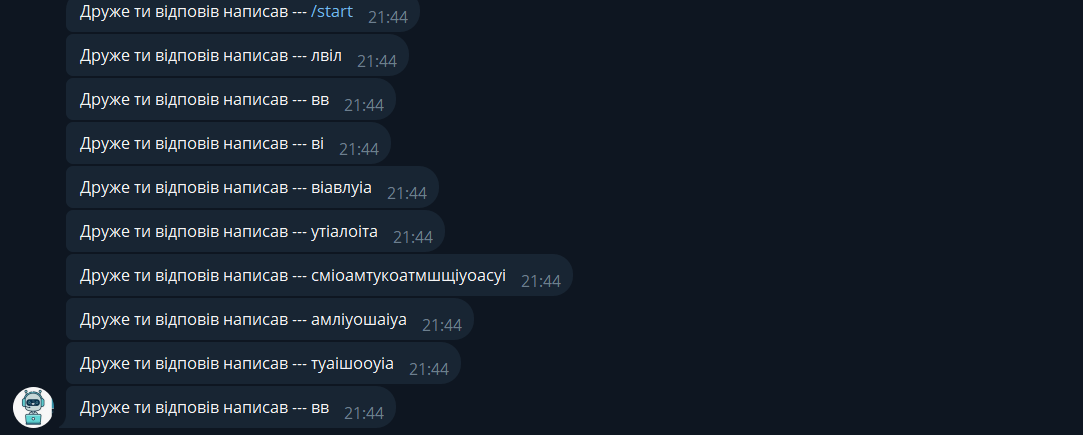 Друже ти відповів написав --- /start 21:44
Друже ти відповів написав --- лвіл 21:44
Друже ти відповів написав --- вв 21:44
Друже ти відповів написав --- ві 21:44
Друже ти відповів написав --- віавлуіа 21:44
Друже ти відповів написав --- утіалоіта 21:44
Друже ти відповів написав --- сміоамтукоатмшщіуоасуі 21:44
Друже ти відповів написав --- амліуошаіуа 21:44
Друже ти відповів написав --- туаішооуіа 21:44
Друже ти відповів написав --- вв 21:44